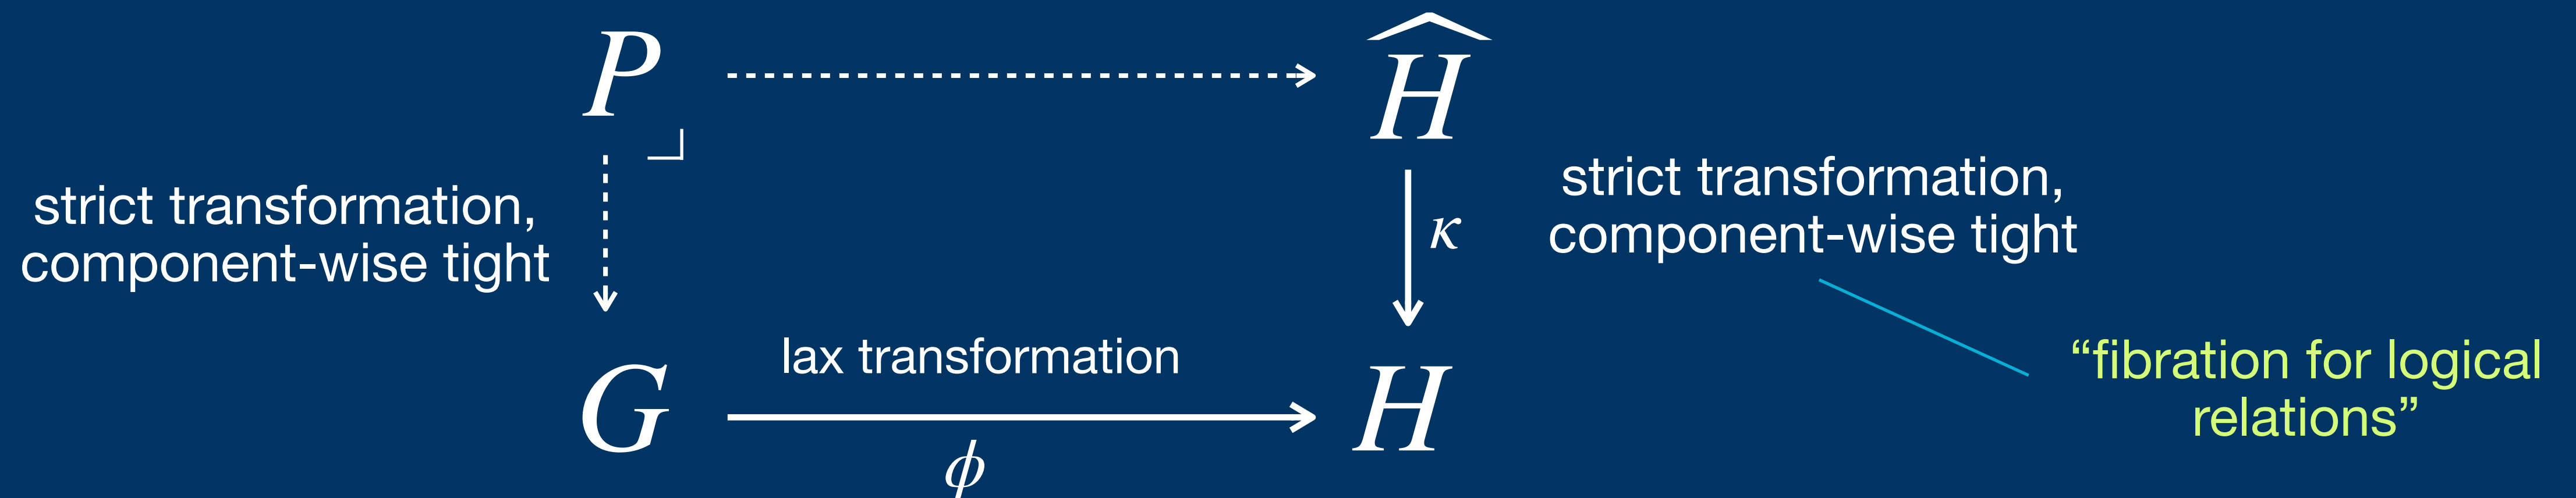 P
Ĥ
strict transformation,
component-wise tight
κ
strict transformation,
component-wise tight
lax transformation
“fibration for logical
relations”
G
H
ϕ